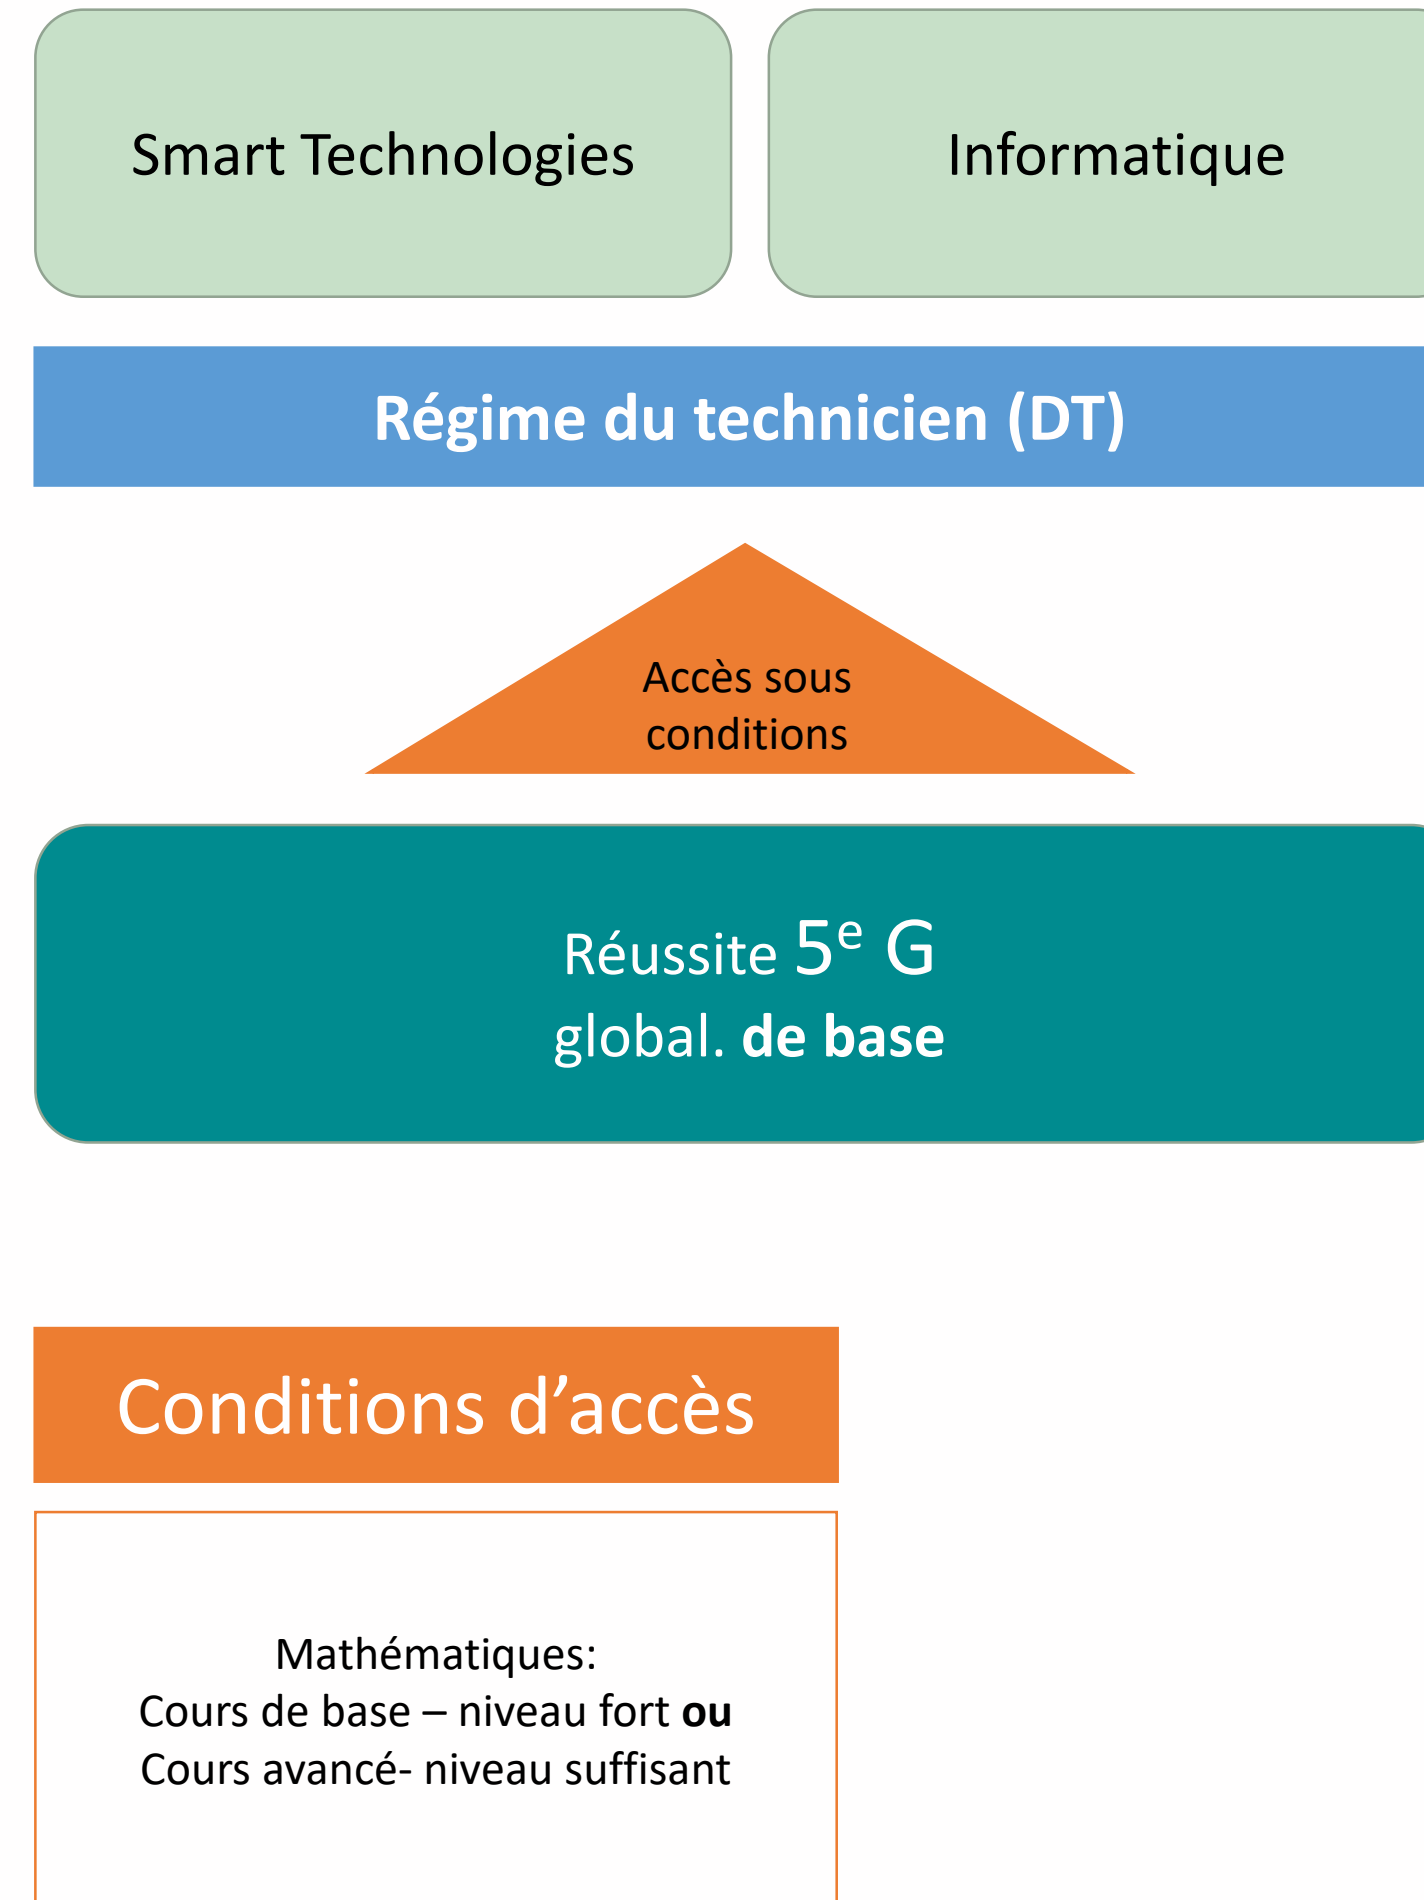 Smart Technologies
Informatique
Régime du technicien (DT)
Accès sous
conditions
Réussite 5e G
global. de base
Conditions d’accès
Mathématiques:
Cours de base – niveau fort ou
Cours avancé- niveau suffisant